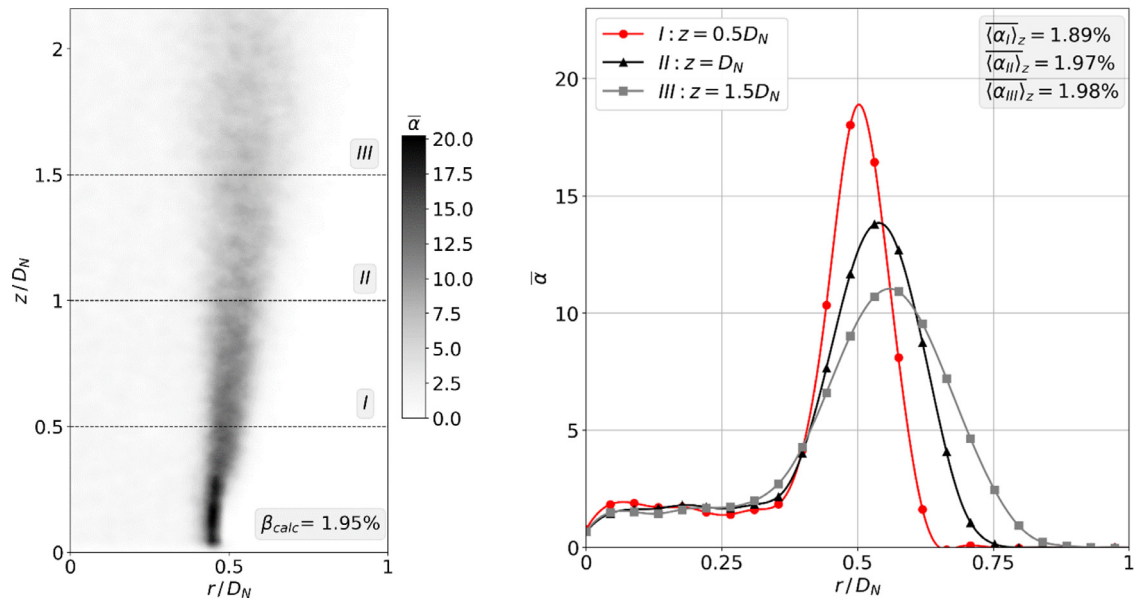 2
1.5
1
0.5
0
z / D_N
III
II
I
β_calc = 1.95%
0 0.5 1
r / D_N
α̅
20.0
17.5
15.0
12.5
10.0
7.5
5.0
2.5
0.0
I : z = 0.5D_N
II : z = D_N
III : z = 1.5D_N
⟨α_I⟩_z = 1.89%
⟨α_II⟩_z = 1.97%
⟨α_III⟩_z = 1.98%
20
15
10
5
0
α̅
0 0.25 0.5 0.75 1
r / D_N